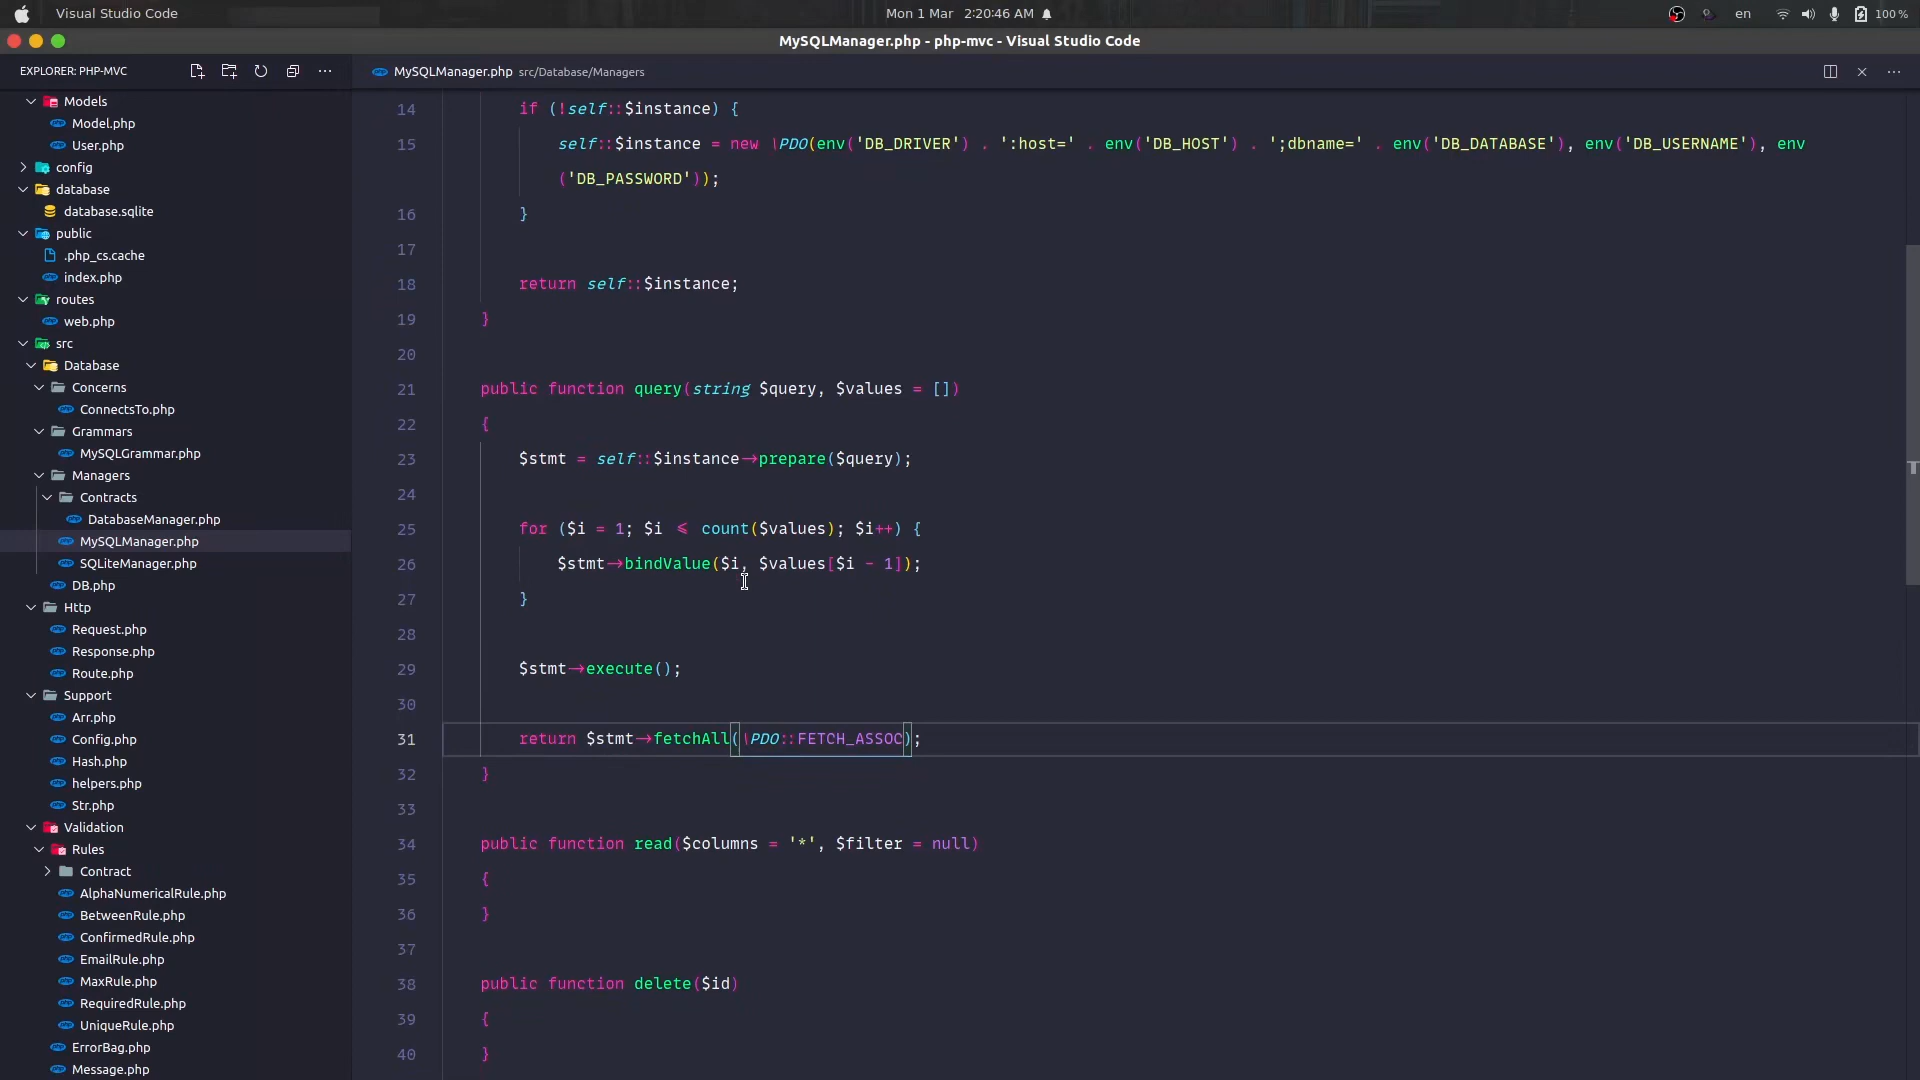 Visual Studio Code
Mon 1 Mar 2:20:46 AM
en
100 %
MySQLManager.php - php-mvc - Visual Studio Code
EXPLORER: PHP-MVC
MySQLManager.php src/Database/Managers
Models
Model.php
User.php
config
database
database.sqlite
public
.php_cs.cache
index.php
routes
web.php
src
Database
Concerns
ConnectsTo.php
Grammars
MySQLGrammar.php
Managers
Contracts
DatabaseManager.php
MySQLManager.php
SQLiteManager.php
DB.php
Http
Request.php
Response.php
Route.php
Support
Arr.php
Config.php
Hash.php
helpers.php
Str.php
Validation
Rules
Contract
AlphaNumericalRule.php
BetweenRule.php
ConfirmedRule.php
EmailRule.php
MaxRule.php
RequiredRule.php
UniqueRule.php
ErrorBag.php
Message.php
14 if (!self::$instance) {
15 self::$instance = new \PDO(env('DB_DRIVER') . ':host=' . env('DB_HOST') . ';dbname=' . env('DB_DATABASE'), env('DB_USERNAME'), env
('DB_PASSWORD'));
16 }
17
18 return self::$instance;
19 }
20
21 public function query(string $query, $values = [])
22 {
23 $stmt = self::$instance->prepare($query);
24
25 for ($i = 1; $i <= count($values); $i++) {
26 $stmt->bindValue($i, $values[$i - 1]);
27 }
28
29 $stmt->execute();
30
31 return $stmt->fetchAll(\PDO::FETCH_ASSOC);
32 }
33
34 public function read($columns = '*', $filter = null)
35 {
36 }
37
38 public function delete($id)
39 {
40 }